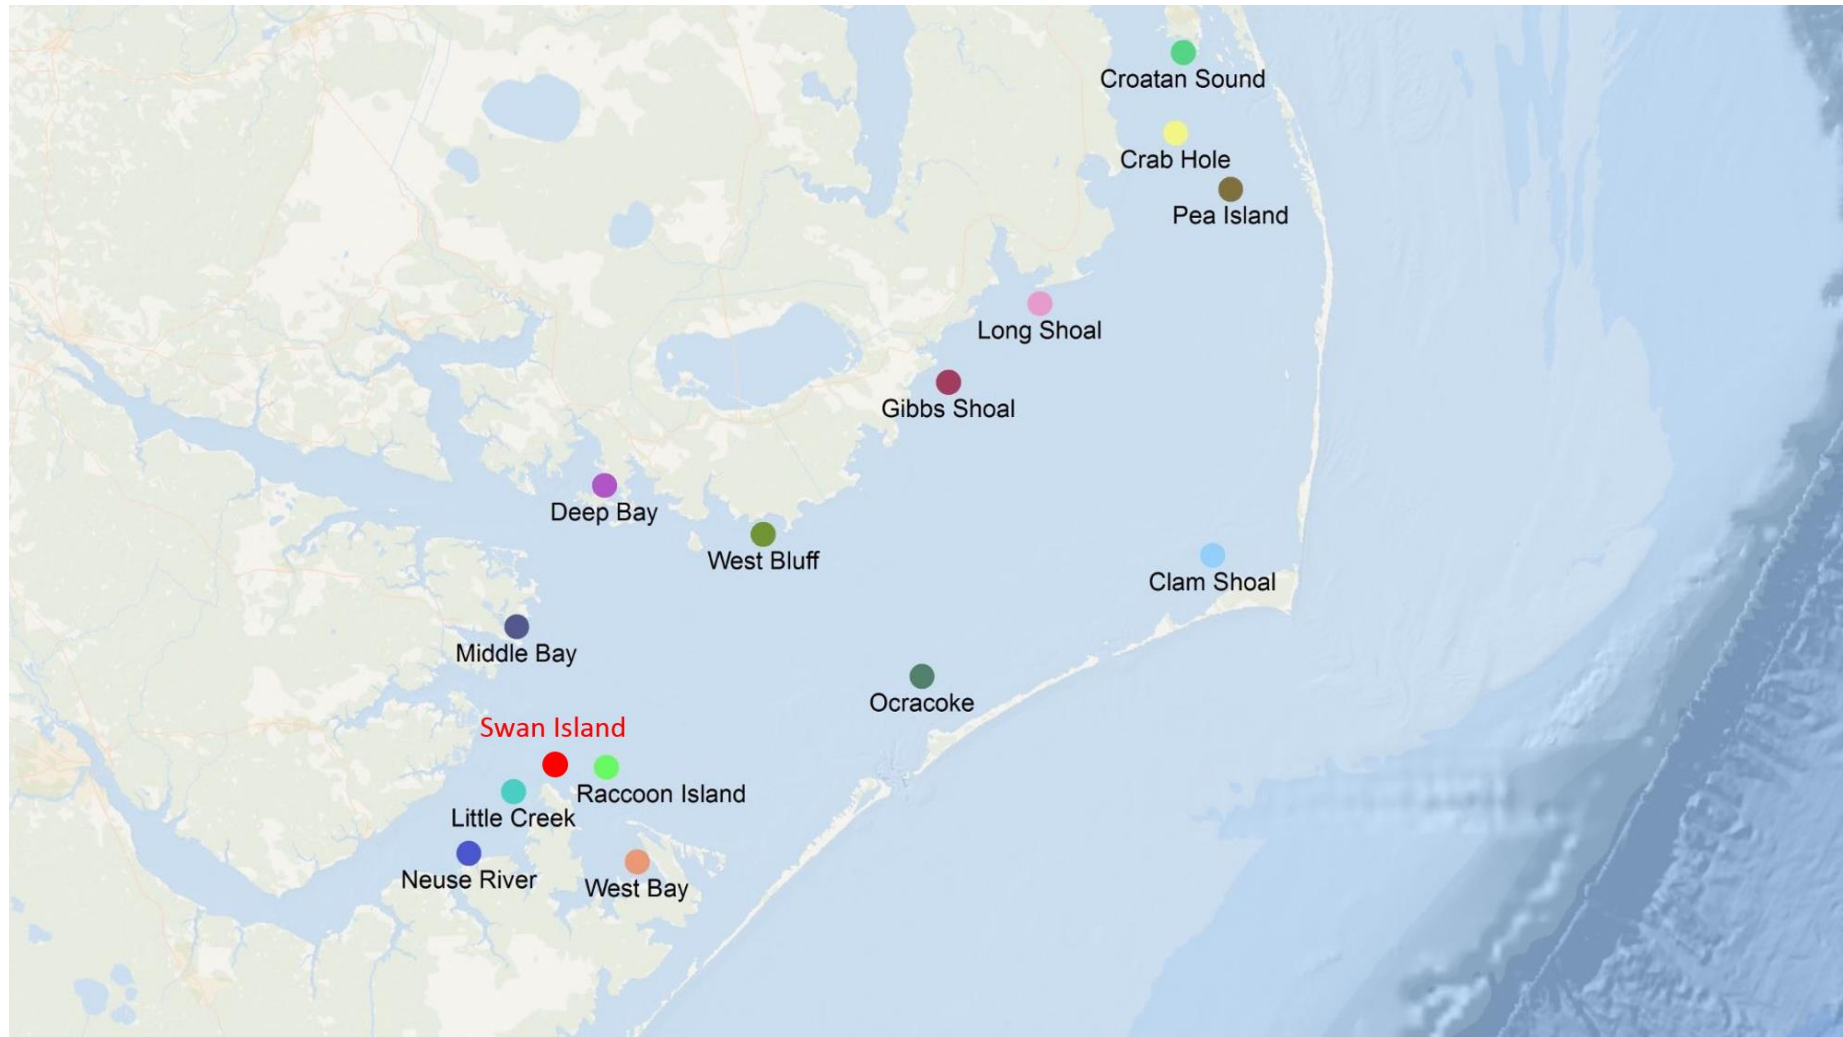 Croatan Sound
Crab Hole
Pea Island
Long Shoal
Gibbs Shoal
Deep Bay
West Bluff
Clam Shoal
Middle Bay
Ocracoke
Swan Island
Raccoon Island
Little Creek
Neuse River
West Bay